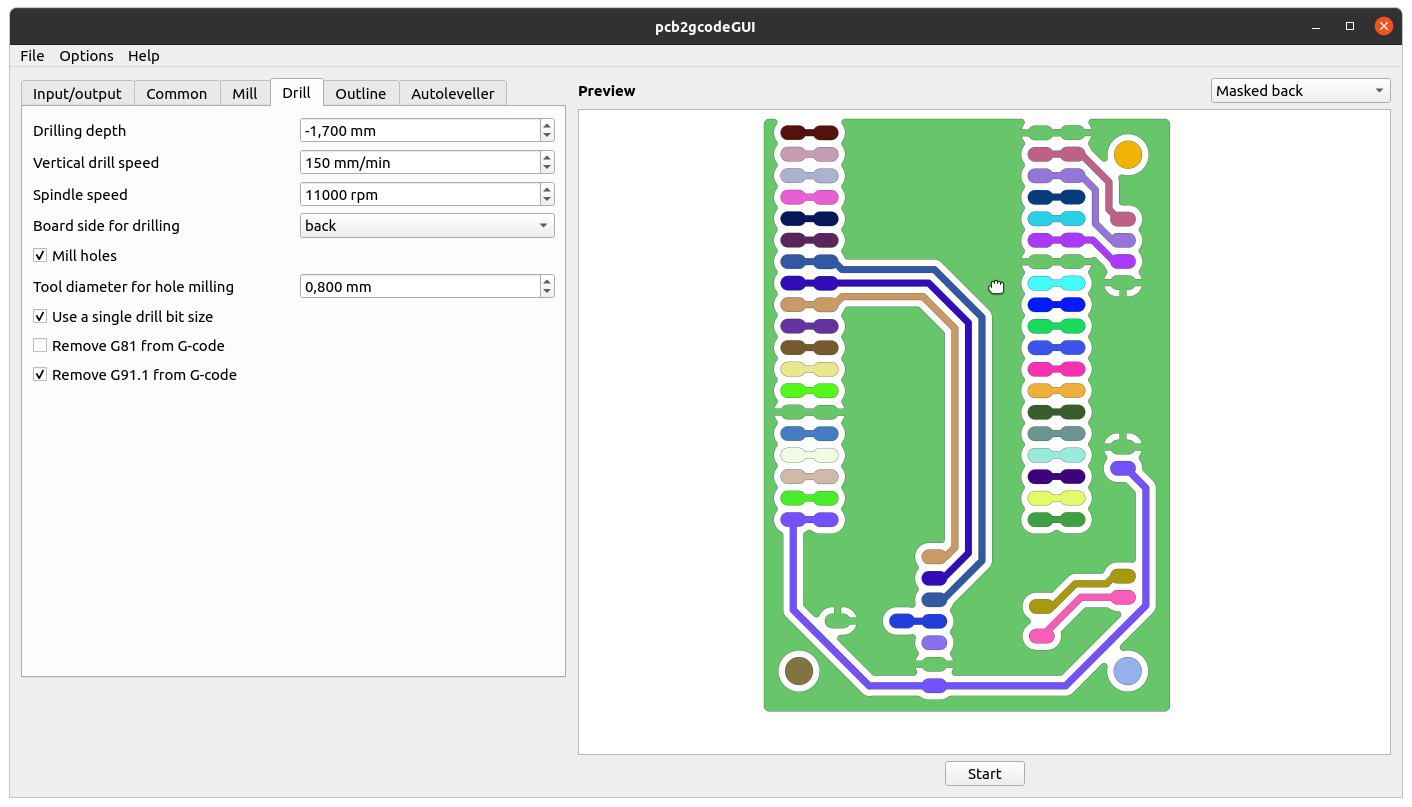 pcb2gcodeGUI
File Options Help
Input/output Common Mill Drill Outline Autoleveller
Preview
Masked back
Drilling depth -1,700 mm
Vertical drill speed 150 mm/min
Spindle speed 11000 rpm
Board side for drilling back
Mill holes
Tool diameter for hole milling 0,800 mm
Use a single drill bit size
Remove G81 from G-code
Remove G91.1 from G-code
Start